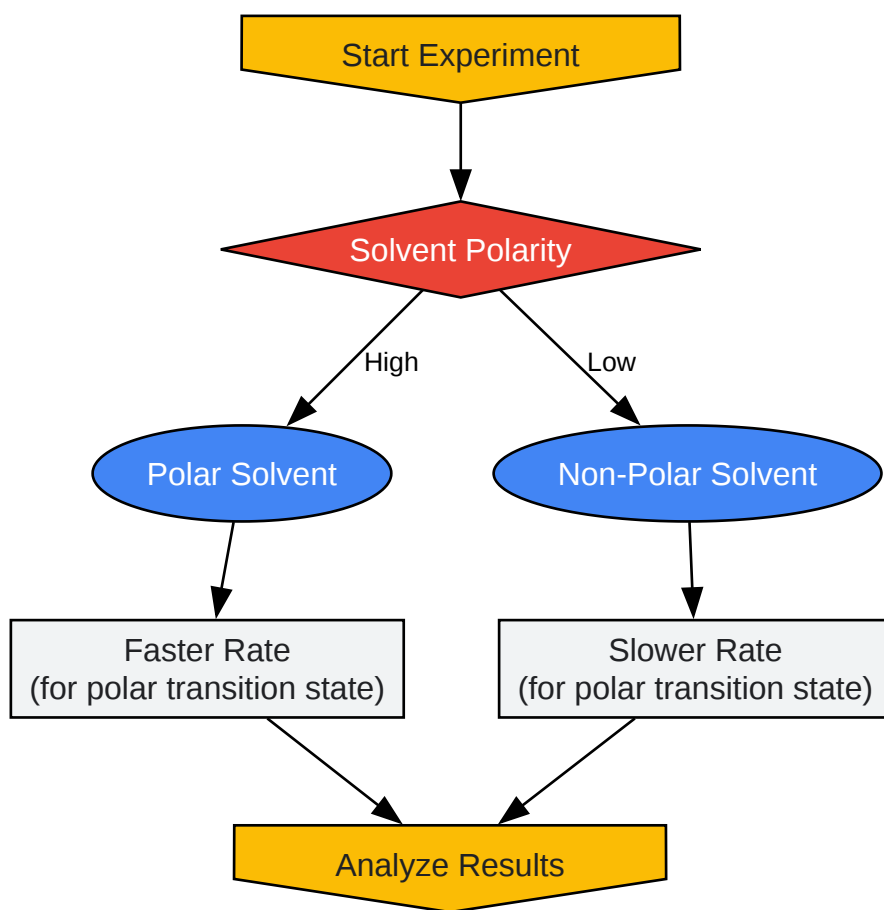 Start Experiment
Solvent Polarity
High
Low
Polar Solvent
Non-Polar Solvent
Faster Rate
(for polar transition state)
Slower Rate
(for polar transition state)
Analyze Results